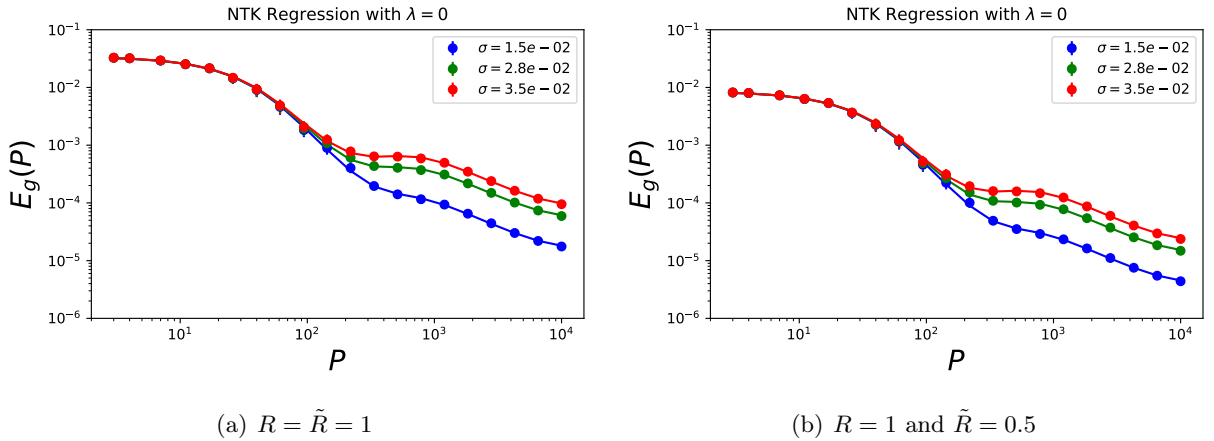 NTK Regression with λ = 0
σ = 1.5e − 02
σ = 2.8e − 02
σ = 3.5e − 02
E_g(P)
10^{-1}
10^{-2}
10^{-3}
10^{-4}
10^{-5}
10^{-6}
10^1
10^2
10^3
10^4
P
(a) R = R̃ = 1
NTK Regression with λ = 0
σ = 1.5e − 02
σ = 2.8e − 02
σ = 3.5e − 02
E_g(P)
10^{-1}
10^{-2}
10^{-3}
10^{-4}
10^{-5}
10^{-6}
10^1
10^2
10^3
10^4
P
(b) R = 1 and R̃ = 0.5